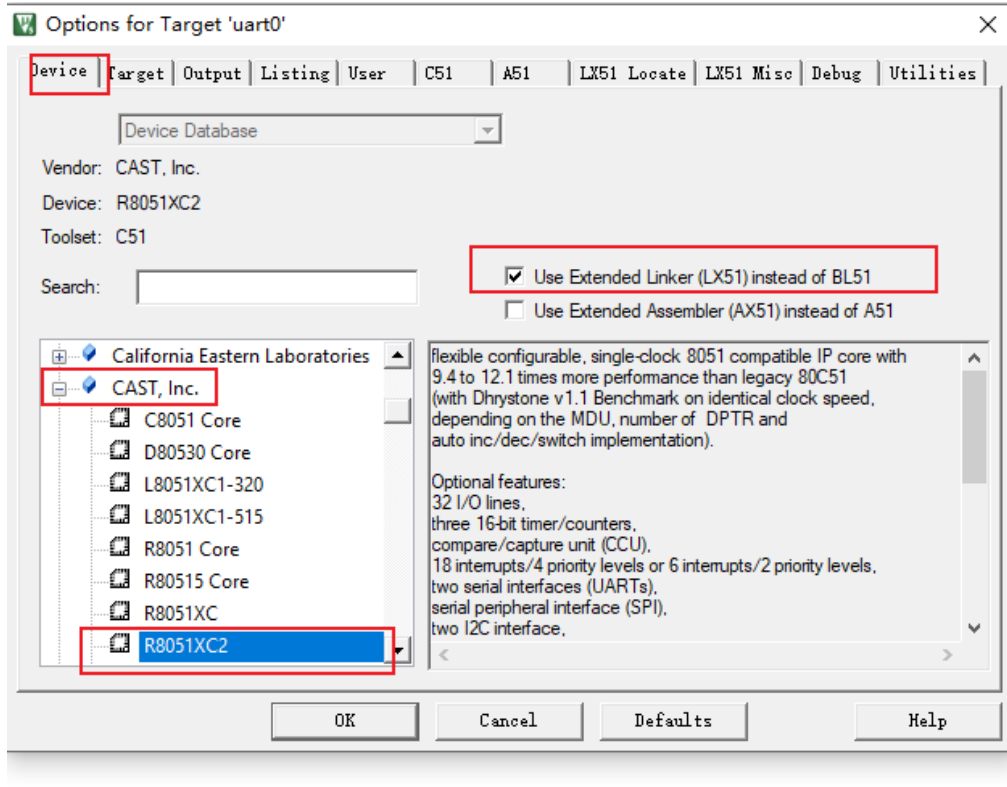 Options for Target 'uart0'
Device Target Output Listing User C51 A51 LX51 Locate LX51 Misc Debug Utilities
Device Database
Vendor: CAST, Inc.
Device: R8051XC2
Toolset: C51
Use Extended Linker (LX51) instead of BL51
Search:
Use Extended Assembler (AX51) instead of A51
California Eastern Laboratories
CAST, Inc.
C8051 Core
D80530 Core
L8051XC1-320
L8051XC1-515
R8051 Core
R80515 Core
R8051XC
R8051XC2
flexible configurable, single-clock 8051 compatible IP core with
9.4 to 12.1 times more performance than legacy 80C51
(with Dhrystone v1.1 Benchmark on identical clock speed,
depending on the MDU, number of DPTR and
auto inc/dec/switch implementation).
Optional features:
32 I/O lines,
three 16-bit timer/counters,
compare/capture unit (CCU),
18 interrupts/4 priority levels or 6 interrupts/2 priority levels,
two serial interfaces (UARTs),
serial peripheral interface (SPI),
two I2C interface,
OK Cancel Defaults Help